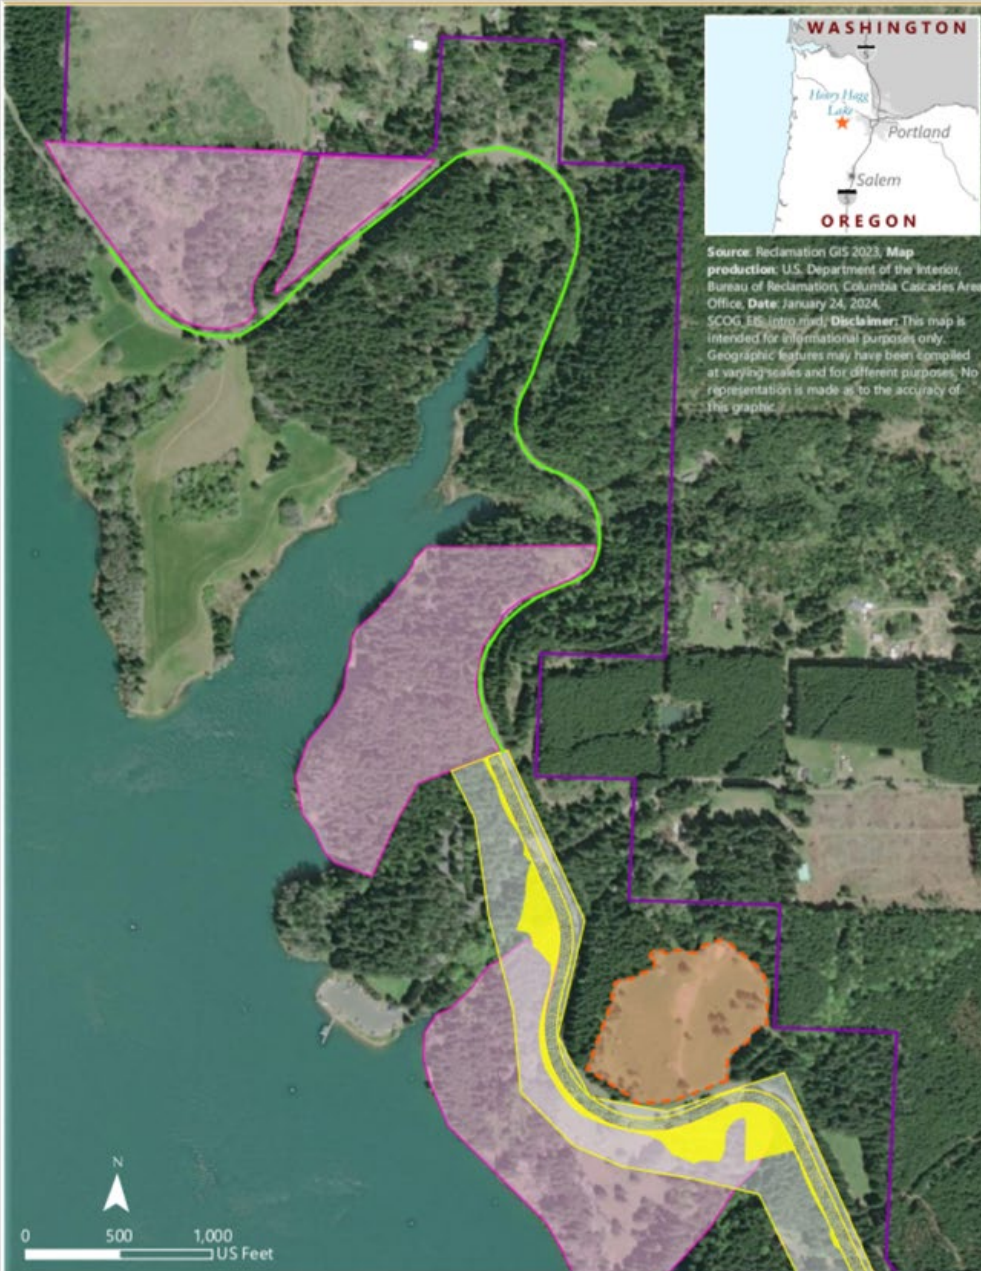 WASHINGTON
5
Henry Hagg
Lake
Portland
Salem
5
OREGON
Source: Reclamation GIS 2023, Map
production: U.S. Department of the Interior,
Bureau of Reclamation, Columbia Cascades Area
Office, Date: January 24, 2024,
SCOG_EIS_intro.mxd, Disclaimer: This map is
intended for informational purposes only.
Geographic features may have been compiled
at varying scales and for different purposes. No
representation is made as to the accuracy of
this graphic.
N
0 500 1,000
US Feet